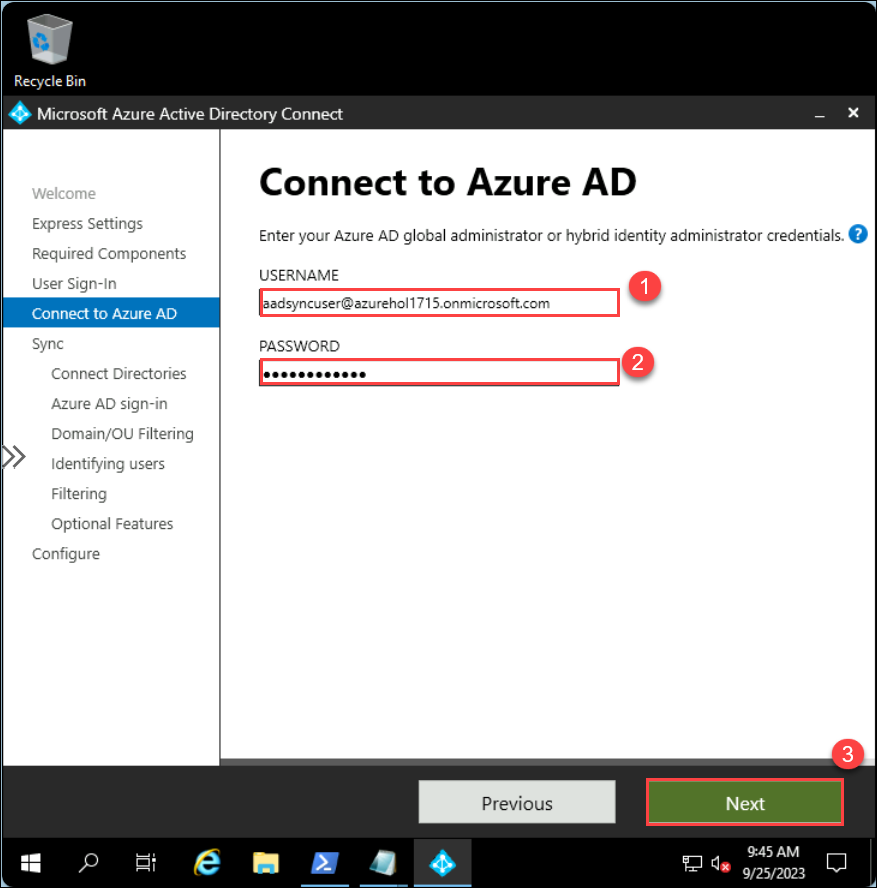 Recycle Bin
Microsoft Azure Active Directory Connect
Welcome
Express Settings
Required Components
User Sign-In
Connect to Azure AD
Sync
Connect Directories
Azure AD sign-in
Domain/OU Filtering
Identifying users
Filtering
Optional Features
Configure
Connect to Azure AD
Enter your Azure AD global administrator or hybrid identity administrator credentials. ?
USERNAME
1
aadsyncuser@azurehol1715.onmicrosoft.com
PASSWORD
2
●●●●●●●●●●●●
3
Previous
Next
9:45 AM
9/25/2023